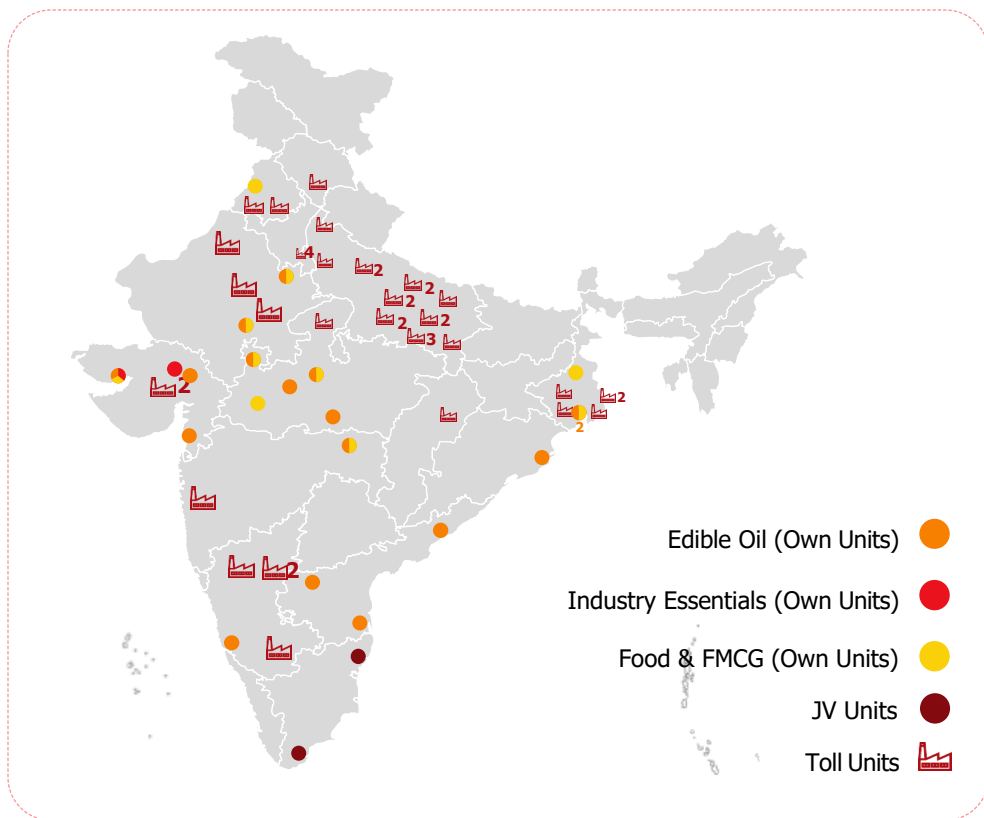 4
2
2
2
2
2
3
2
2
2
2
Edible Oil (Own Units)
Industry Essentials (Own Units)
Food & FMCG (Own Units)
JV Units
Toll Units